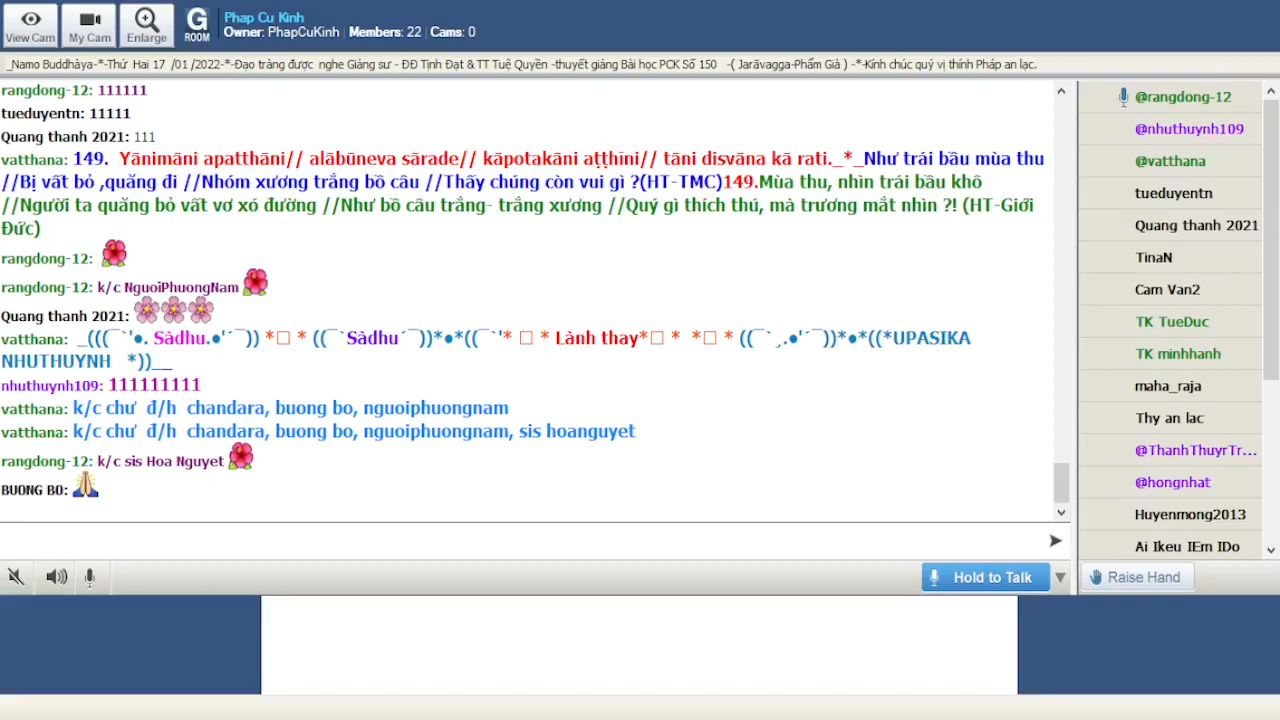 View Cam
My Cam
Enlarge
G
ROOM
Phap Cu Kinh
Owner: PhapCuKinh | Members: 22 | Cams: 0
_Namo Buddhàya-*-Thứ Hai 17 /01 /2022-*-Đạo tràng được nghe Giảng sư - ĐĐ Tịnh Đạt & TT Tuệ Quyền -thuyết giảng Bài học PCK Số 150 -( Jarāvagga-Phẩm Già ) -*-Kính chúc quý vị thính Pháp an lạc.
rangdong-12: 111111
tueduyentn: 11111
Quang thanh 2021: 111
vatthana: 149. Yānimāni apatthāni// alābūneva sārade// kāpotakāni aṭṭhīni// tāni disvāna kā rati._*_Như trái bầu mùa thu
//Bị vất bỏ ,quăng đi //Nhóm xương trắng bồ câu //Thấy chúng còn vui gì ?(HT-TMC)149.Mùa thu, nhìn trái bầu khô
//Người ta quăng bỏ vất vơ xó đường //Như bồ câu trắng- trắng xương //Quý gì thích thú, mà trương mắt nhìn ?! (HT-Giới
Đức)
rangdong-12:
rangdong-12: k/c NguoiPhuongNam
Quang thanh 2021:
vatthana: _(((¯`'●. Sàdhu.●'´¯)) *□ * ((¯`Sàdhu´¯))*●*((¯`'* □ * Lành thay*□ * *□ * ((¯`¸.●'´¯))*●*((*UPASIKA
NHUTHUYNH *))__
nhuthuynh109: 111111111
vatthana: k/c chư đ/h chandara, buong bo, nguoiphuongnam
vatthana: k/c chư đ/h chandara, buong bo, nguoiphuongnam, sis hoanguyet
rangdong-12: k/c sis Hoa Nguyet
BUONG BO:
@rangdong-12
@nhuthuynh109
@vatthana
tueduyentn
Quang thanh 2021
TinaN
Cam Van2
TK TueDuc
TK minhhanh
maha_raja
Thy an lac
@ThanhThuyrTr...
@hongnhat
Huyenmong2013
Ai Ikeu IEm IDo
Hold to Talk
Raise Hand